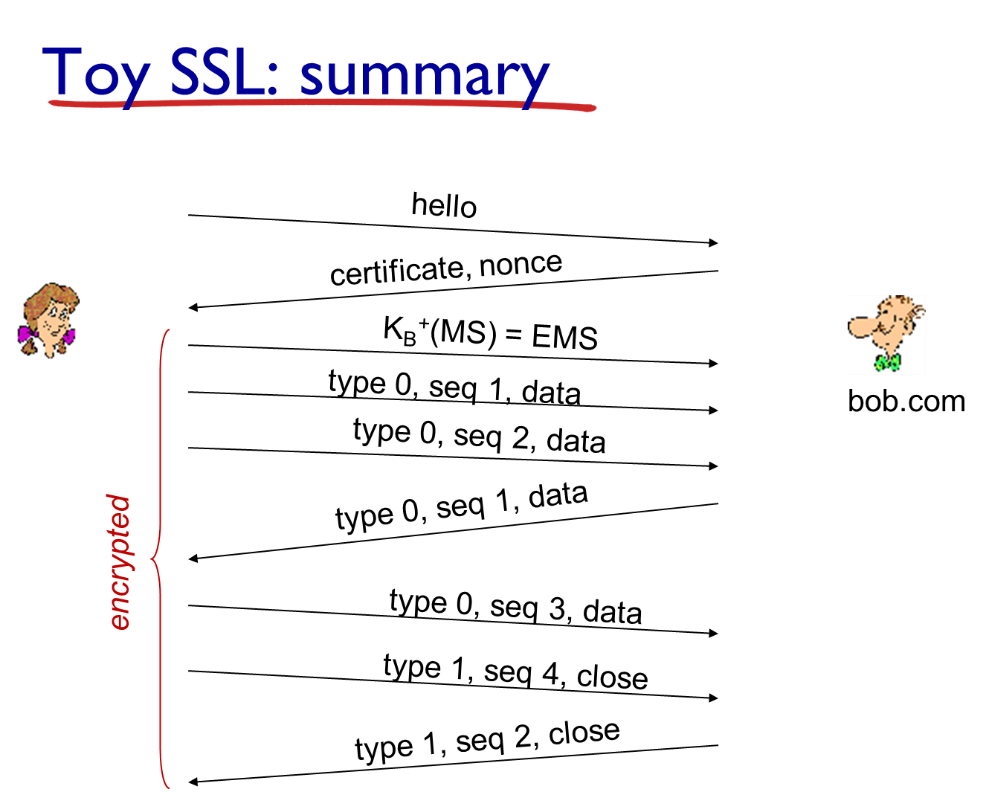 Toy SSL: summary
hello
certificate, nonce
K_B^+(MS) = EMS
type 0, seq 1, data
type 0, seq 2, data
bob.com
type 0, seq 1, data
encrypted
type 0, seq 3, data
type 1, seq 4, close
type 1, seq 2, close